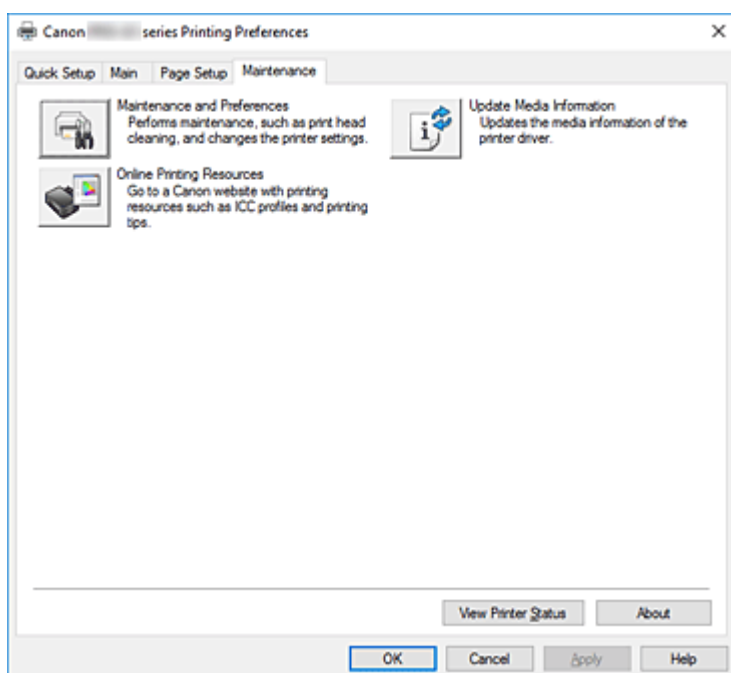 Canon series Printing Preferences
Quick Setup Main Page Setup Maintenance
Maintenance and Preferences
Performs maintenance, such as print head
cleaning, and changes the printer settings.
Update Media Information
Updates the media information of the
printer driver.
Online Printing Resources
Go to a Canon website with printing
resources such as ICC profiles and printing
tips.
View Printer Status About
OK Cancel Apply Help